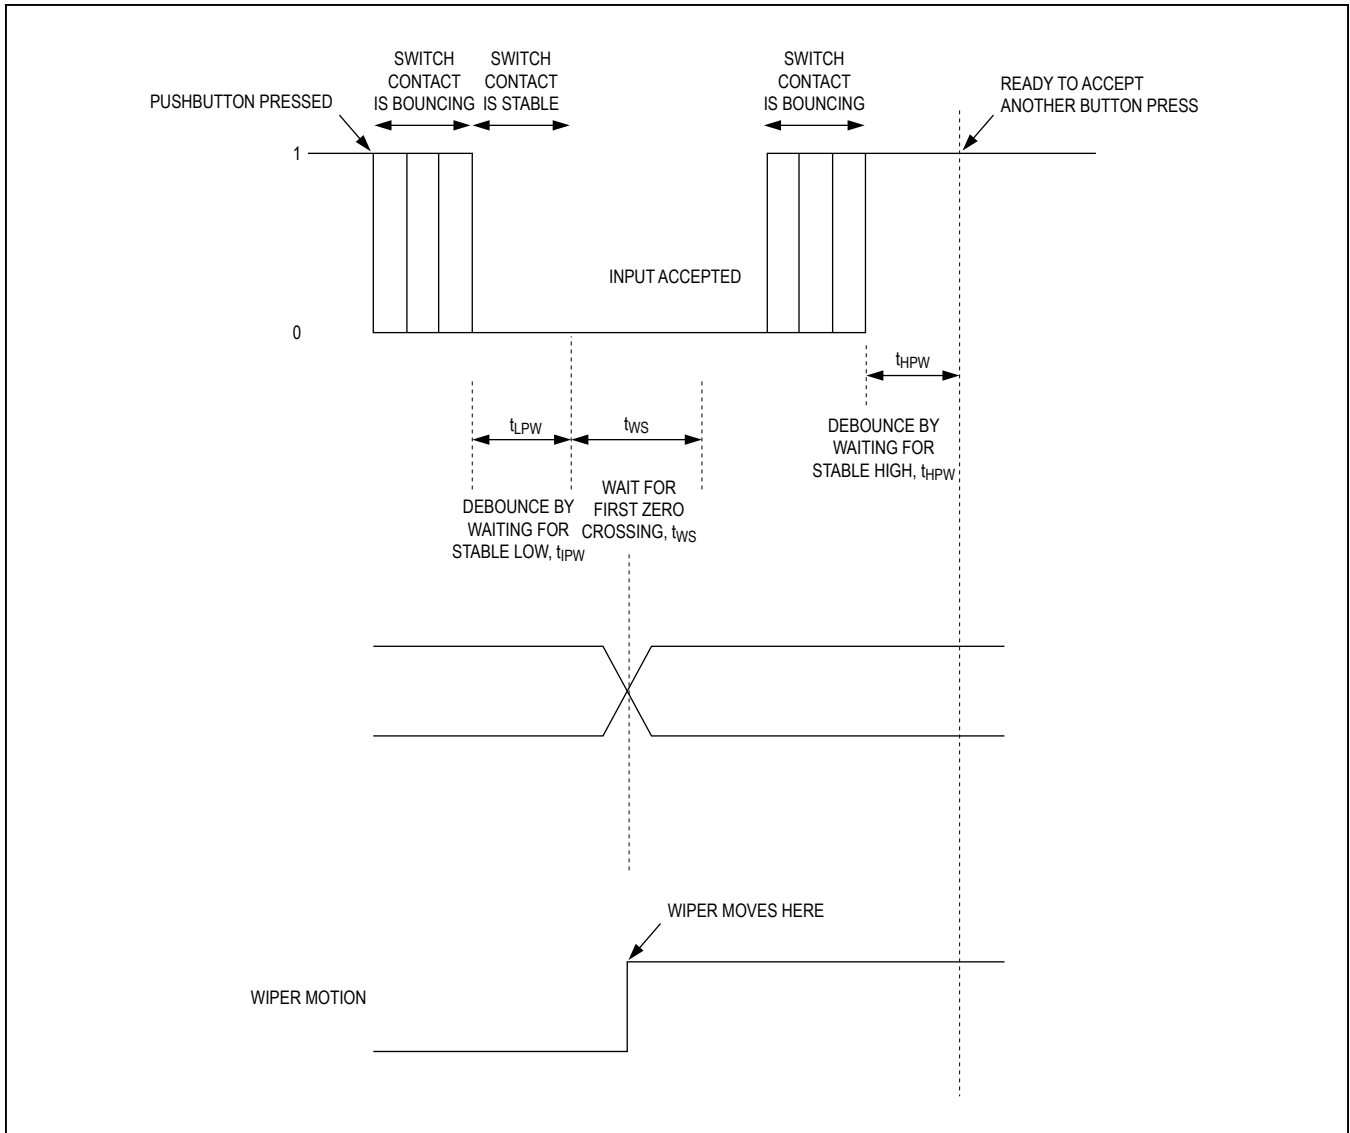 SWITCH
CONTACT
IS BOUNCING
SWITCH
CONTACT
IS STABLE
SWITCH
CONTACT
IS BOUNCING
READY TO ACCEPT
ANOTHER BUTTON PRESS
PUSHBUTTON PRESSED
1
INPUT ACCEPTED
0
tHPW
tLPW
tWS
DEBOUNCE BY
WAITING FOR
STABLE HIGH, tHPW
WAIT FOR
FIRST ZERO
CROSSING, tWS
DEBOUNCE BY
WAITING FOR
STABLE LOW, tIPW
WIPER MOVES HERE
WIPER MOTION